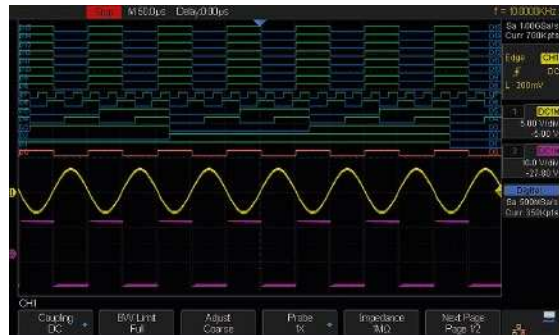 Stop M 50.0µs Delay:0.00µs f = 10.0000KHz
Sa 1.00GSa/s
Curr 700Kpts
Edge CH1
DC
L -300mV
1 DC1M
5.00 V/div
-5.00 V
2 DC1M
10.0 V/div
-27.80 V
Digital
Sa 500MSa/s
Curr 350Kpts
CH1
Coupling
DC
BW Limit
Full
Adjust
Coarse
Probe
1X
Impedance
1MΩ
Next Page
Page 1/2